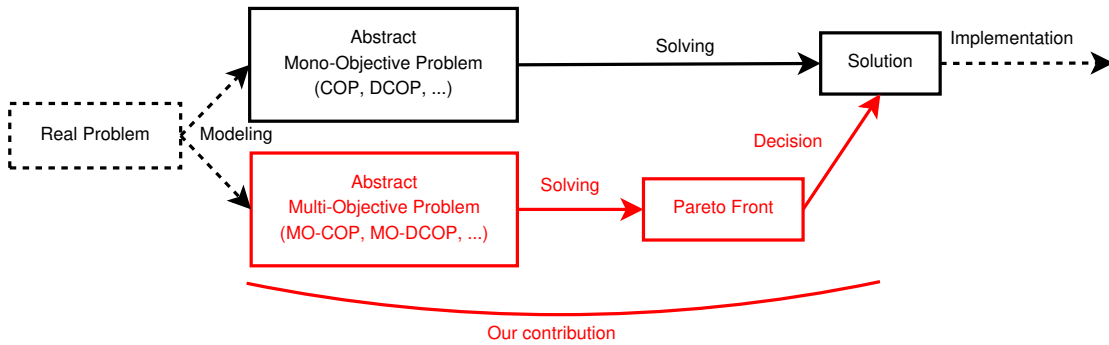 Abstract
Mono-Objective Problem
(COP, DCOP, ...)
Solving
Solution
Implementation
Real Problem
Modeling
Decision
Abstract
Multi-Objective Problem
(MO-COP, MO-DCOP, ...)
Solving
Pareto Front
Our contribution